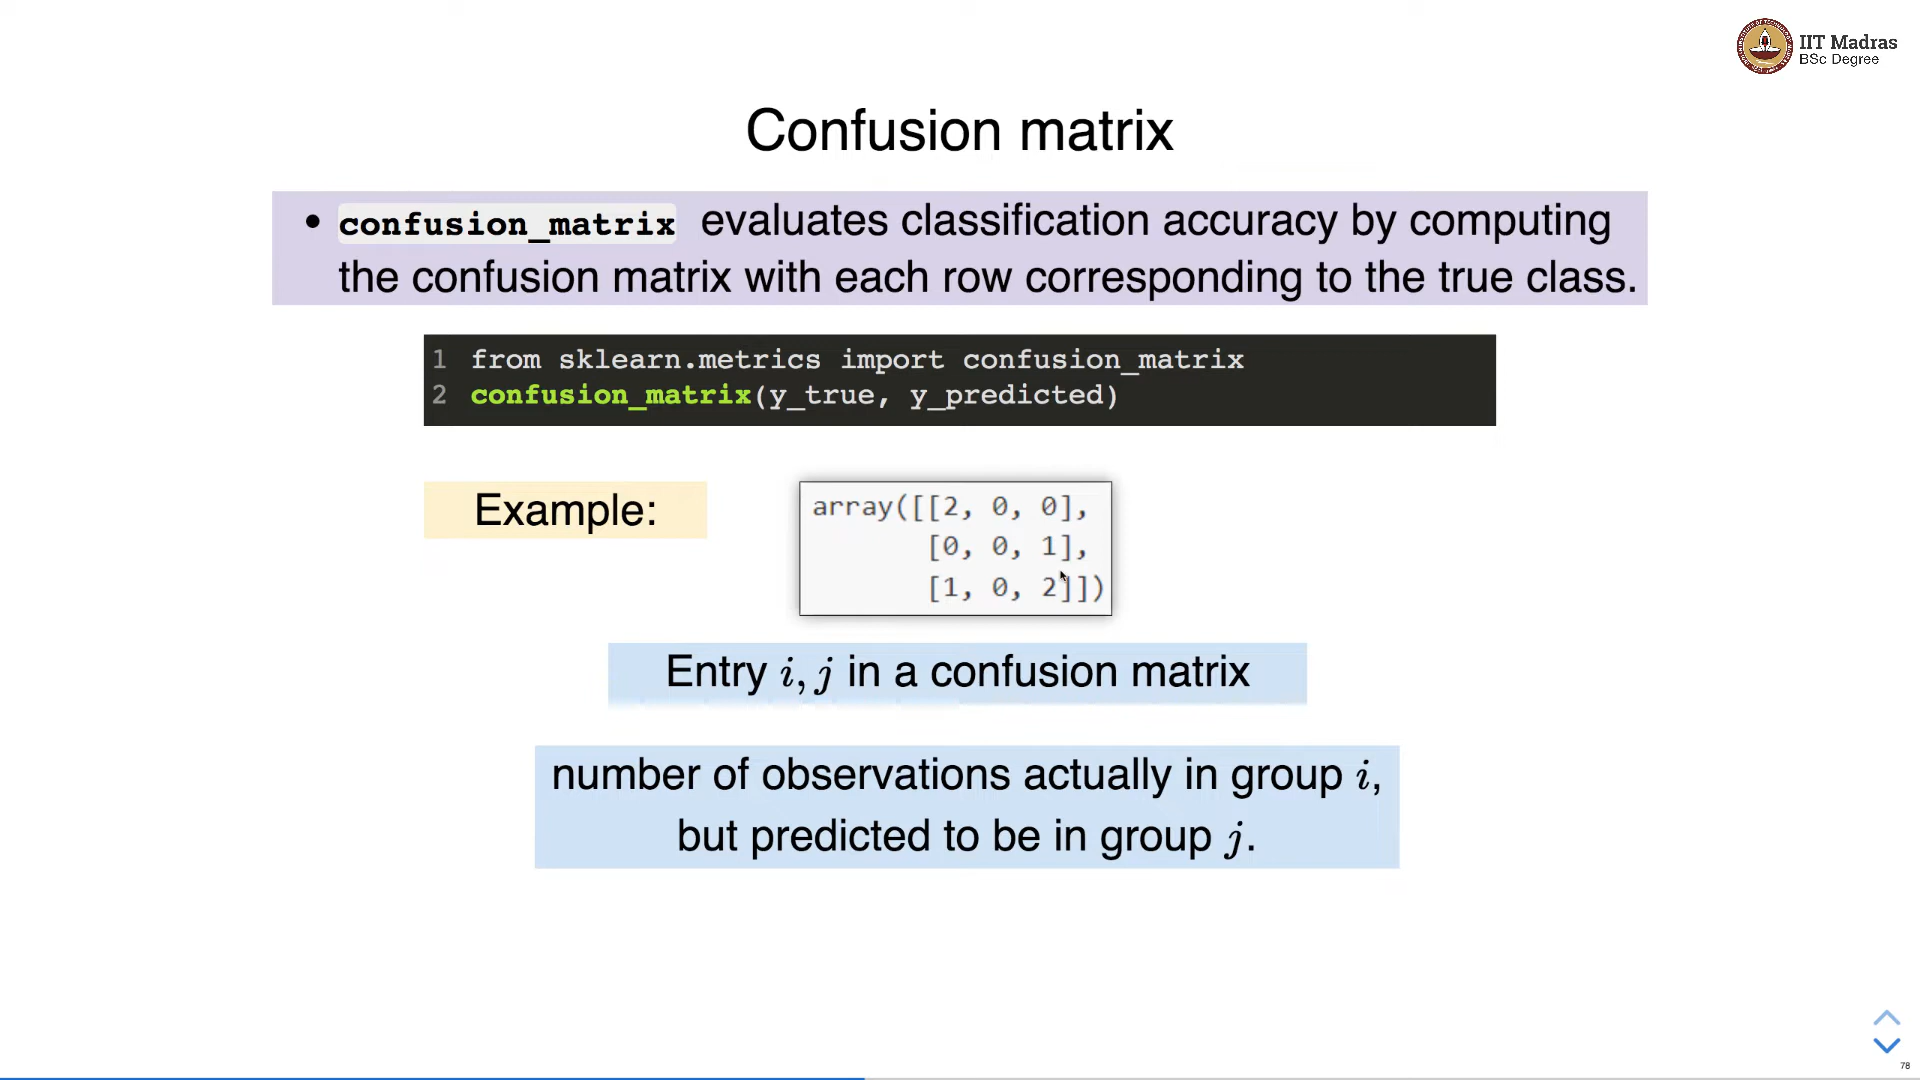 IIT Madras
BSc Degree
Confusion matrix
• confusion_matrix evaluates classification accuracy by computing
the confusion matrix with each row corresponding to the true class.
1 from sklearn.metrics import confusion_matrix
2 confusion_matrix(y_true, y_predicted)
Example:
array([[2, 0, 0],
[0, 0, 1],
[1, 0, 2]])
Entry i, j in a confusion matrix
number of observations actually in group i,
but predicted to be in group j.
78